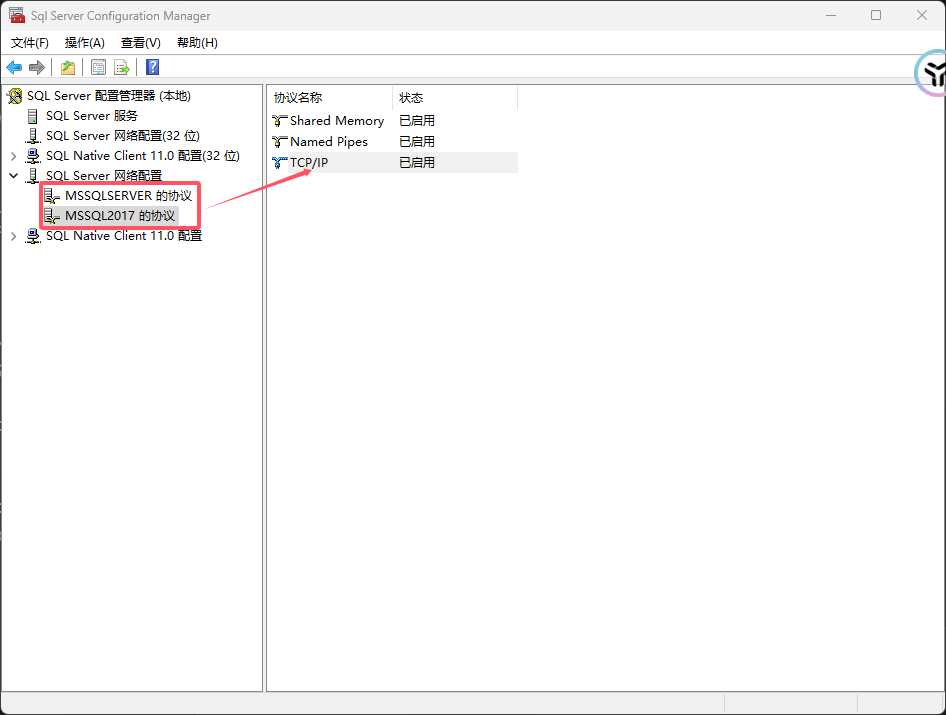 Sql Server Configuration Manager
文件(F) 操作(A) 查看(V) 帮助(H)
SQL Server 配置管理器 (本地)
SQL Server 服务
SQL Server 网络配置(32 位)
SQL Native Client 11.0 配置(32 位)
SQL Server 网络配置
MSSQLSERVER 的协议
MSSQL2017 的协议
SQL Native Client 11.0 配置
协议名称 状态
Shared Memory 已启用
Named Pipes 已启用
TCP/IP 已启用